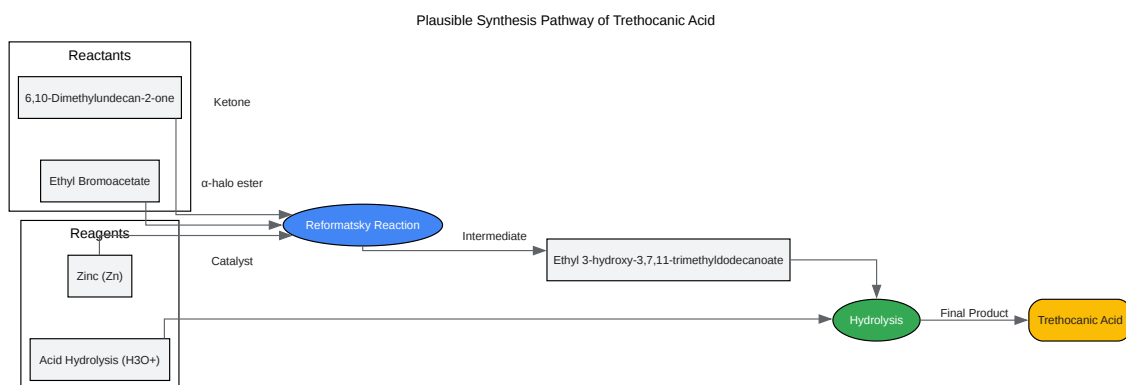 Plausible Synthesis Pathway of Trethocanic Acid
Reactants
6,10-Dimethylundecan-2-one
Ketone
Ethyl Bromoacetate
α-halo ester
Reformatsky Reaction
Reagents
Intermediate
Ethyl 3-hydroxy-3,7,11-trimethyldodecanoate
Catalyst
Zinc (Zn)
Hydrolysis
Final Product
Trethocanic Acid
Acid Hydrolysis (H3O+)